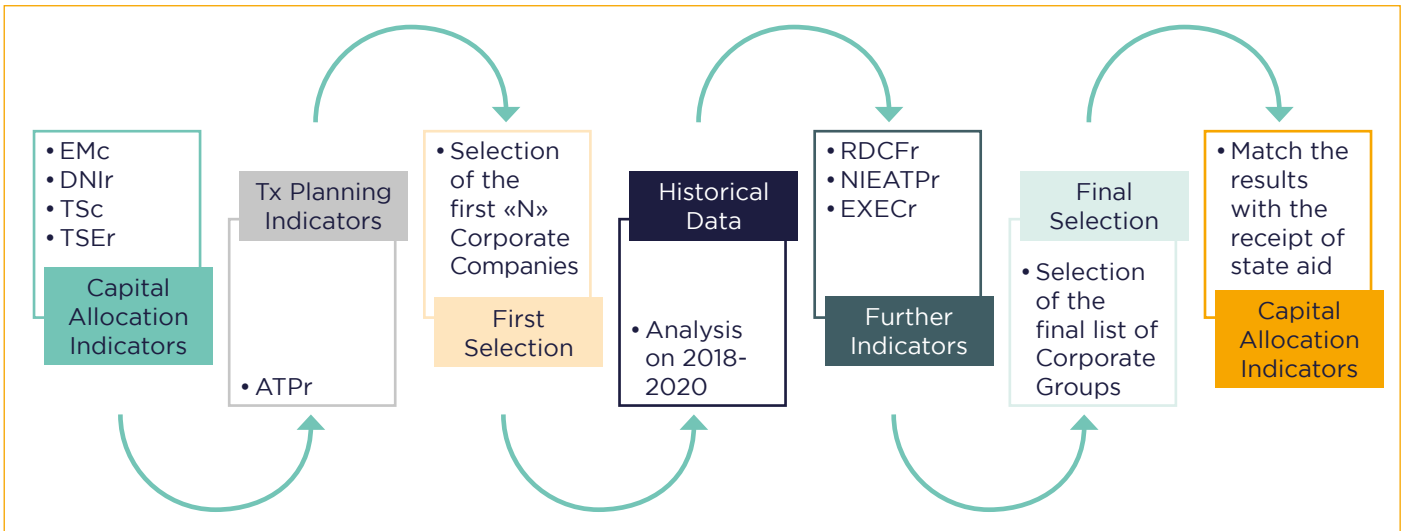 • EMc
• DNIr
• TSc
• TSEr
Capital
Allocation
Indicators
Tx Planning
Indicators
• ATPr
• Selection
of the
first «N»
Corporate
Companies
First
Selection
Historical
Data
• Analysis
on 2018-
2020
• RDCFr
• NIEATPr
• EXECr
Further
Indicators
Final
Selection
• Selection
of the
final list of
Corporate
Groups
• Match the
results
with the
receipt of
state aid
Capital
Allocation
Indicators